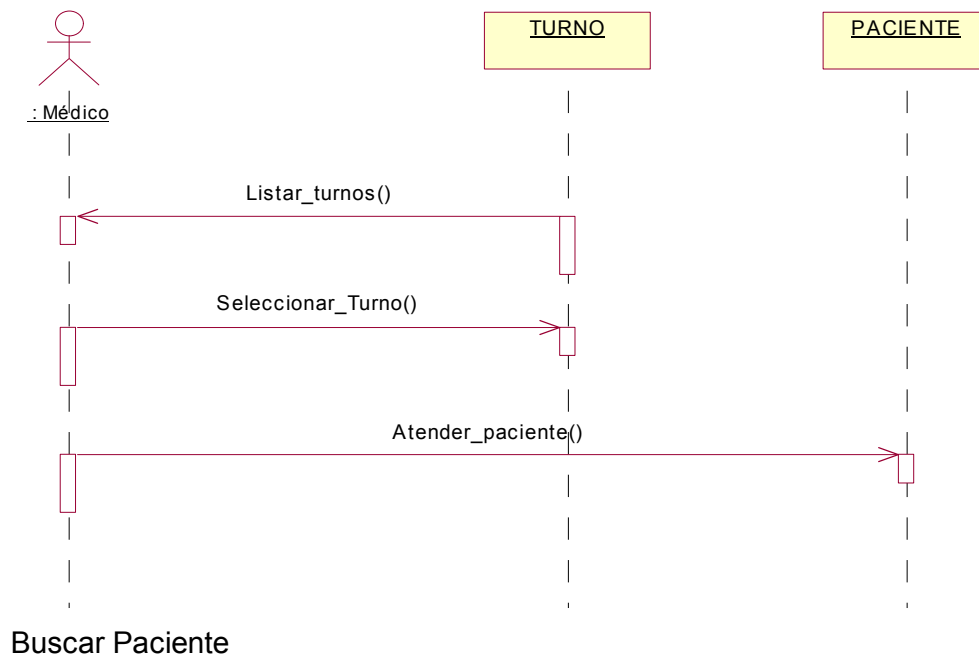 TURNO
PACIENTE
: Médico
Listar_turnos()
Seleccionar_Turno()
Atender_paciente()
Buscar Paciente